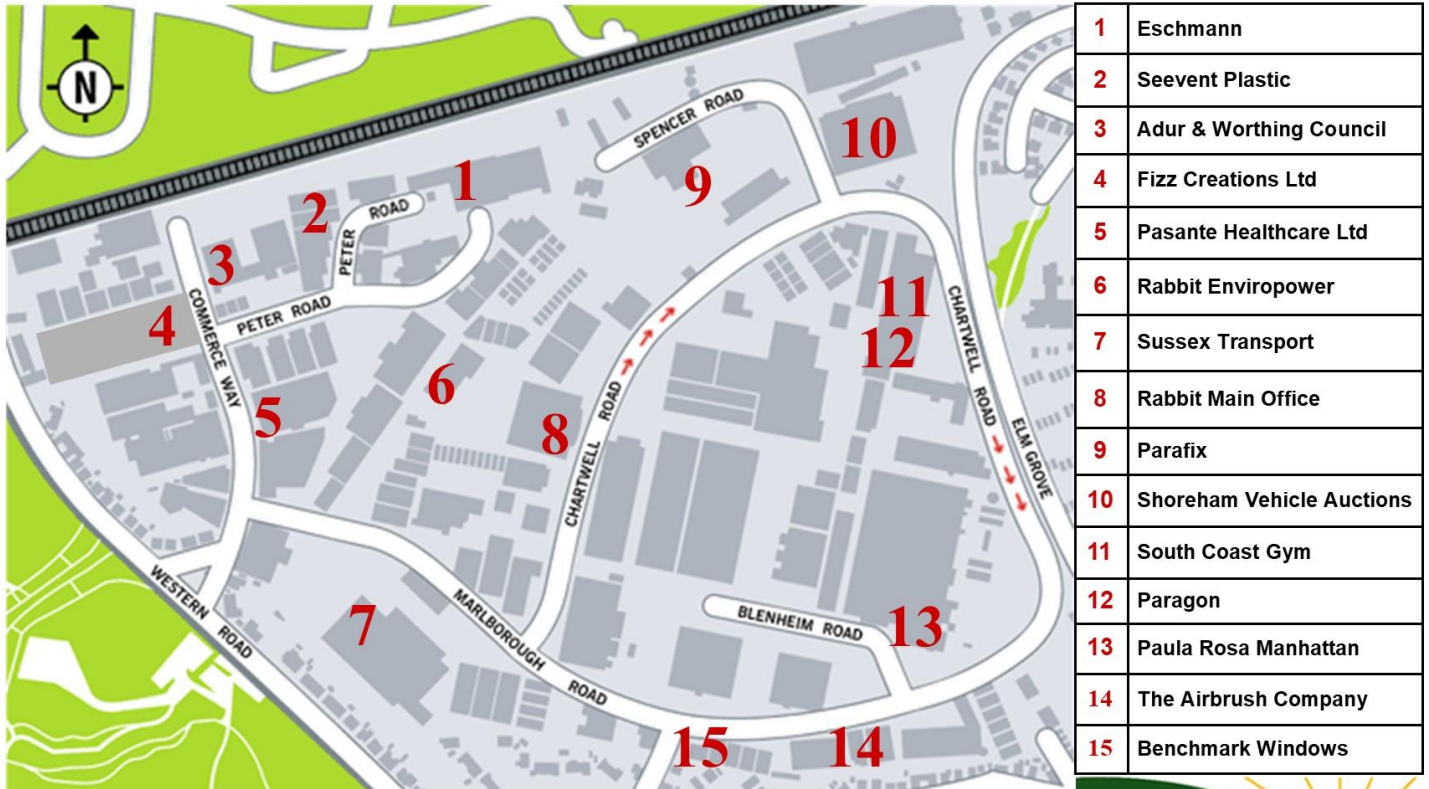 N
SPENCER ROAD
10
1
9
2
ROAD
PETER
3
PETER ROAD
COMMERCE WAY
4
11
12
CHARTWELL ROAD
CHARTWELL ROAD
ELM GROVE
6
5
8
WESTERN ROAD
MARLBOROUGH ROAD
7
BLENHEIM ROAD
13
15
14
1 Eschmann
2 Seevent Plastic
3 Adur & Worthing Council
4 Fizz Creations Ltd
5 Pasante Healthcare Ltd
6 Rabbit Enviropower
7 Sussex Transport
8 Rabbit Main Office
9 Parafix
10 Shoreham Vehicle Auctions
11 South Coast Gym
12 Paragon
13 Paula Rosa Manhattan
14 The Airbrush Company
15 Benchmark Windows